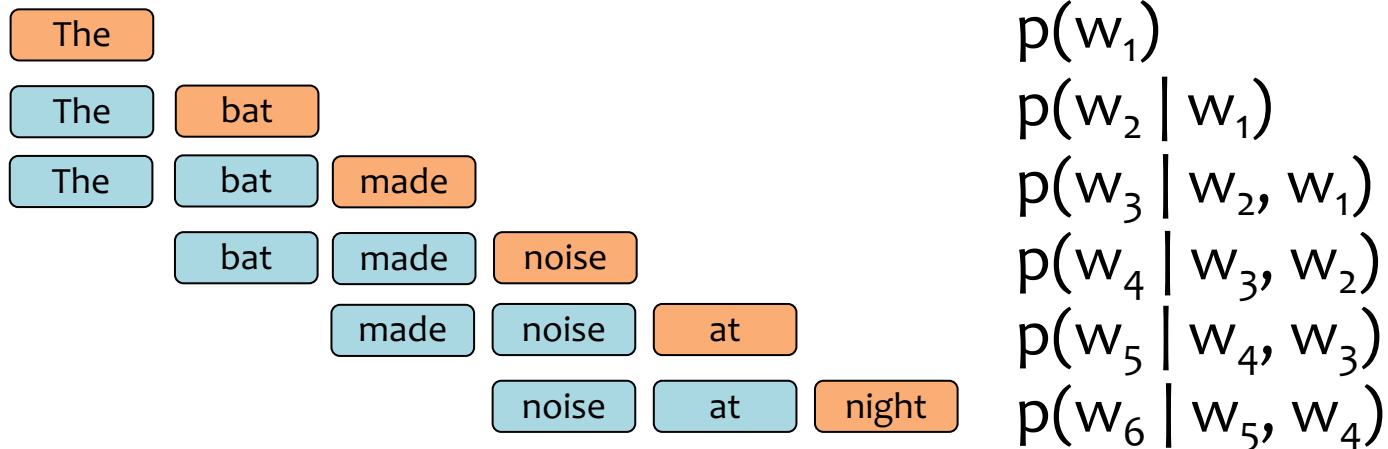 The p(w₁)
The bat p(w₂ | w₁)
The bat made p(w₃ | w₂, w₁)
bat made noise p(w₄ | w₃, w₂)
made noise at p(w₅ | w₄, w₃)
noise at night p(w₆ | w₅, w₄)